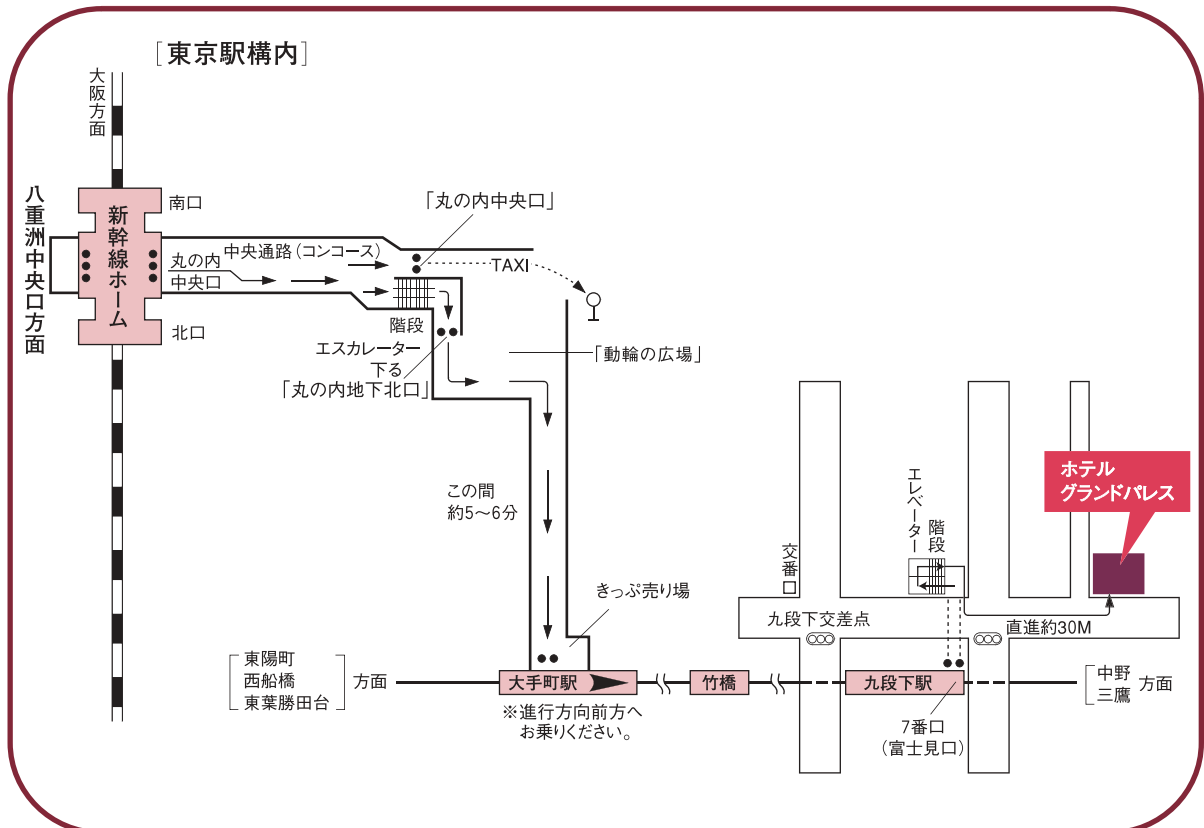 ［東京駅構内］
大阪方面
八重洲中央口方面
新幹線ホーム
南口
丸の内
中央口
北口
中央通路（コンコース）
「丸の内中央口」
TAXI
階段
エスカレーター
下る
「丸の内地下北口」
「動輪の広場」
この間
約5〜6分
きっぷ売り場
東陽町
西船橋
東葉勝田台
方面
大手町駅
※進行方向前方へ
お乗りください。
竹橋
九段下駅
7番口
（富士見口）
中野
三鷹
方面
交番
九段下交差点
エレベーター
階段
直進約30M
ホテル
グランドパレス